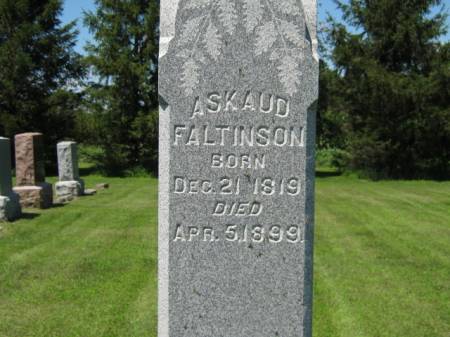 ASKAUD
FALTINSON
BORN
DEC. 21 1819
DIED
APR. 5, 1899.